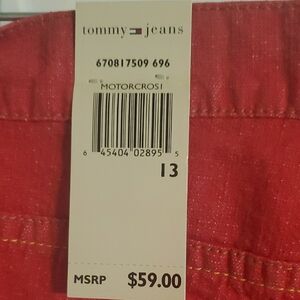 tommy jeans
670817509 696
MOTORCROSI
6 45404 02895 5
13
MSRP $59.00